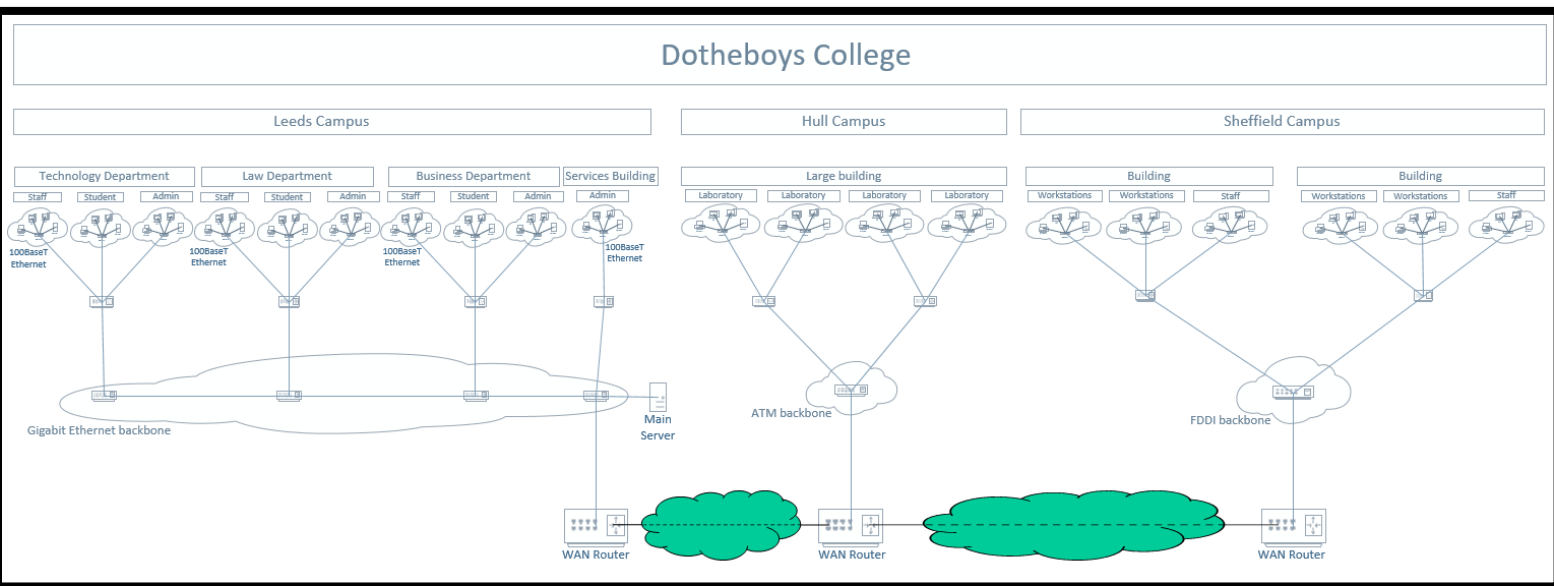 Dotheboys College
Leeds Campus
Hull Campus
Sheffield Campus
Technology Department
Law Department
Business Department
Services Building
Large building
Building
Building
Staff
Student
Admin
Staff
Student
Admin
Staff
Student
Admin
Admin
Laboratory
Laboratory
Laboratory
Laboratory
Workstations
Workstations
Staff
Workstations
Workstations
Staff
100BaseT
Ethernet
100BaseT
Ethernet
100BaseT
Ethernet
100BaseT
Ethernet
Gigabit Ethernet backbone
Main
Server
ATM backbone
FDDI backbone
WAN Router
WAN Router
WAN Router